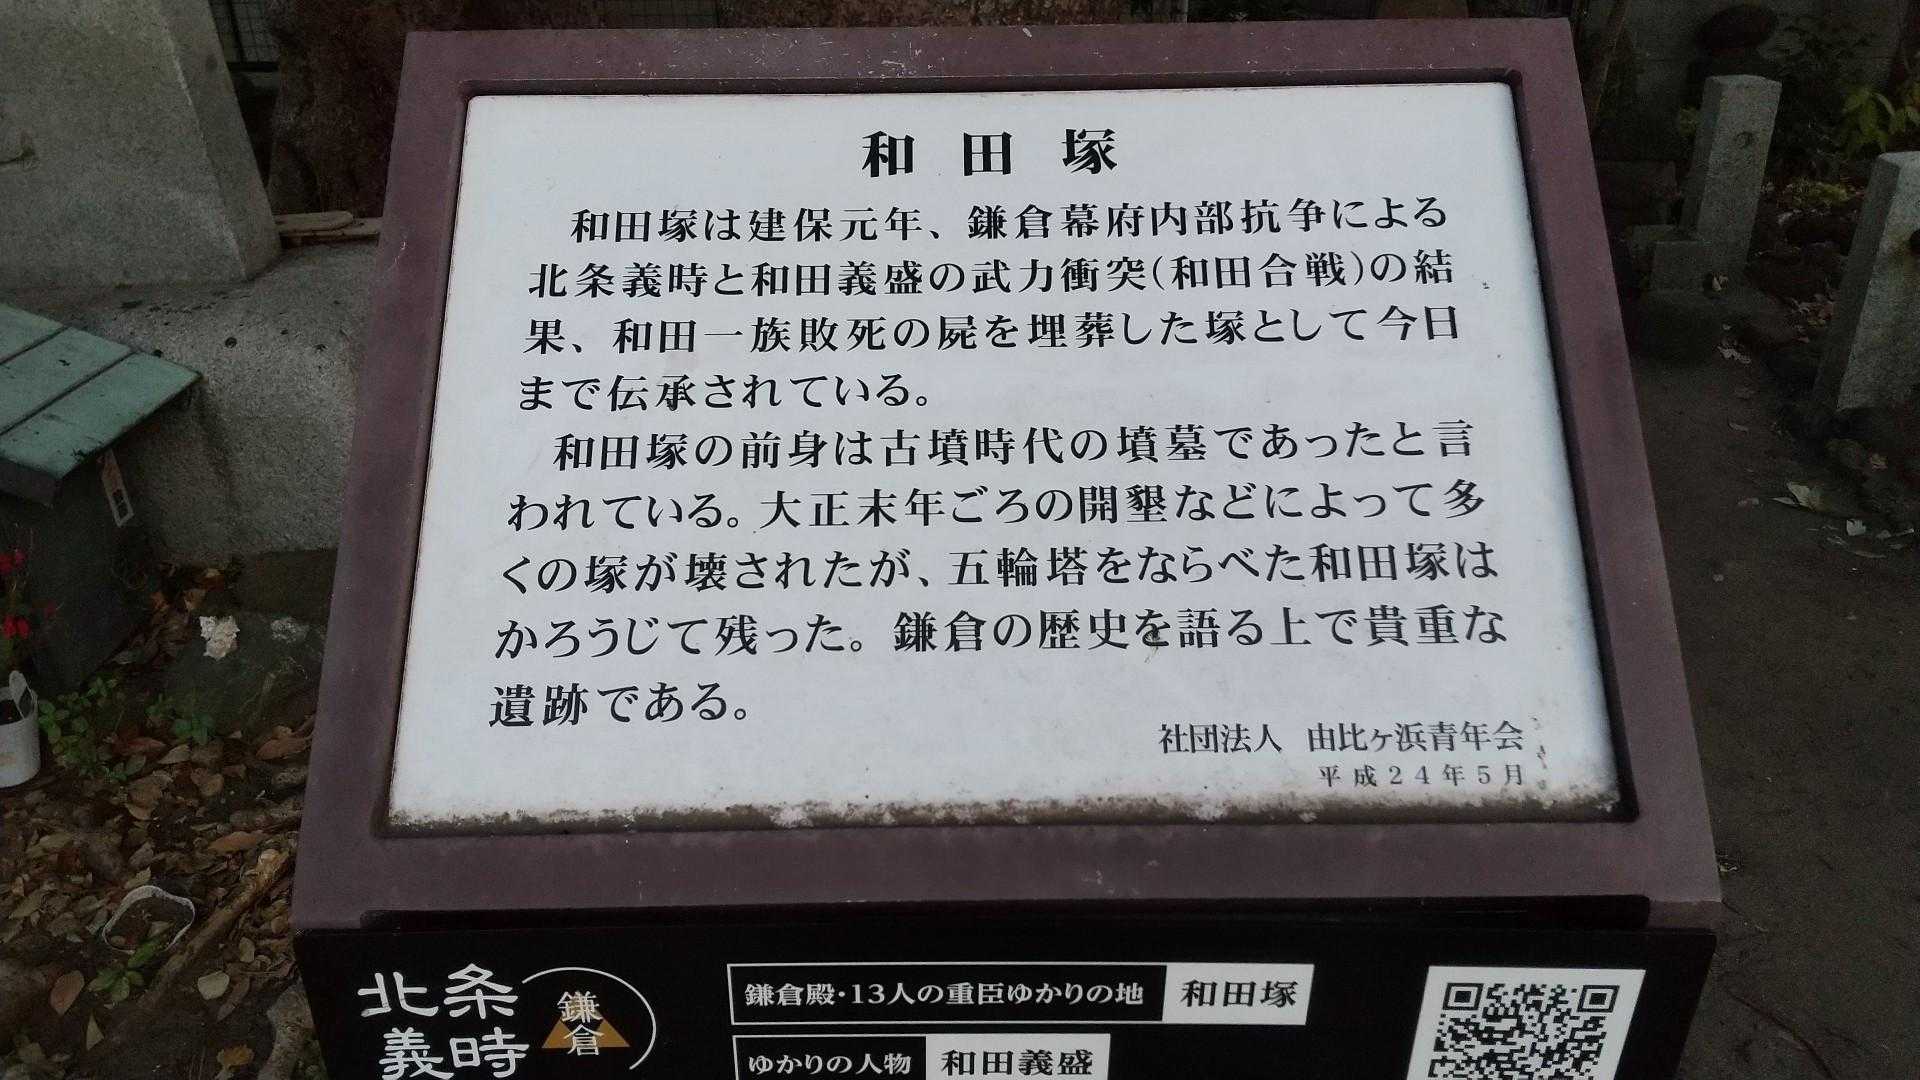 和田塚
和田塚は建保元年、鎌倉幕府内部抗争による
北条義時と和田義盛の武力衝突(和田合戦)の結
果、和田一族敗死の屍を埋葬した塚として今日
まで伝承されている。
和田塚の前身は古墳時代の墳墓であったと言
われている。大正末年ごろの開墾などによって多
くの塚が壊されたが、五輪塔をならべた和田塚は
かろうじて残った。鎌倉の歴史を語る上で貴重な
遺跡である。
社団法人 由比ヶ浜青年会
平成24年5月
北条
義時
鎌倉
鎌倉殿・13人の重臣ゆかりの地 和田塚
ゆかりの人物 和田義盛